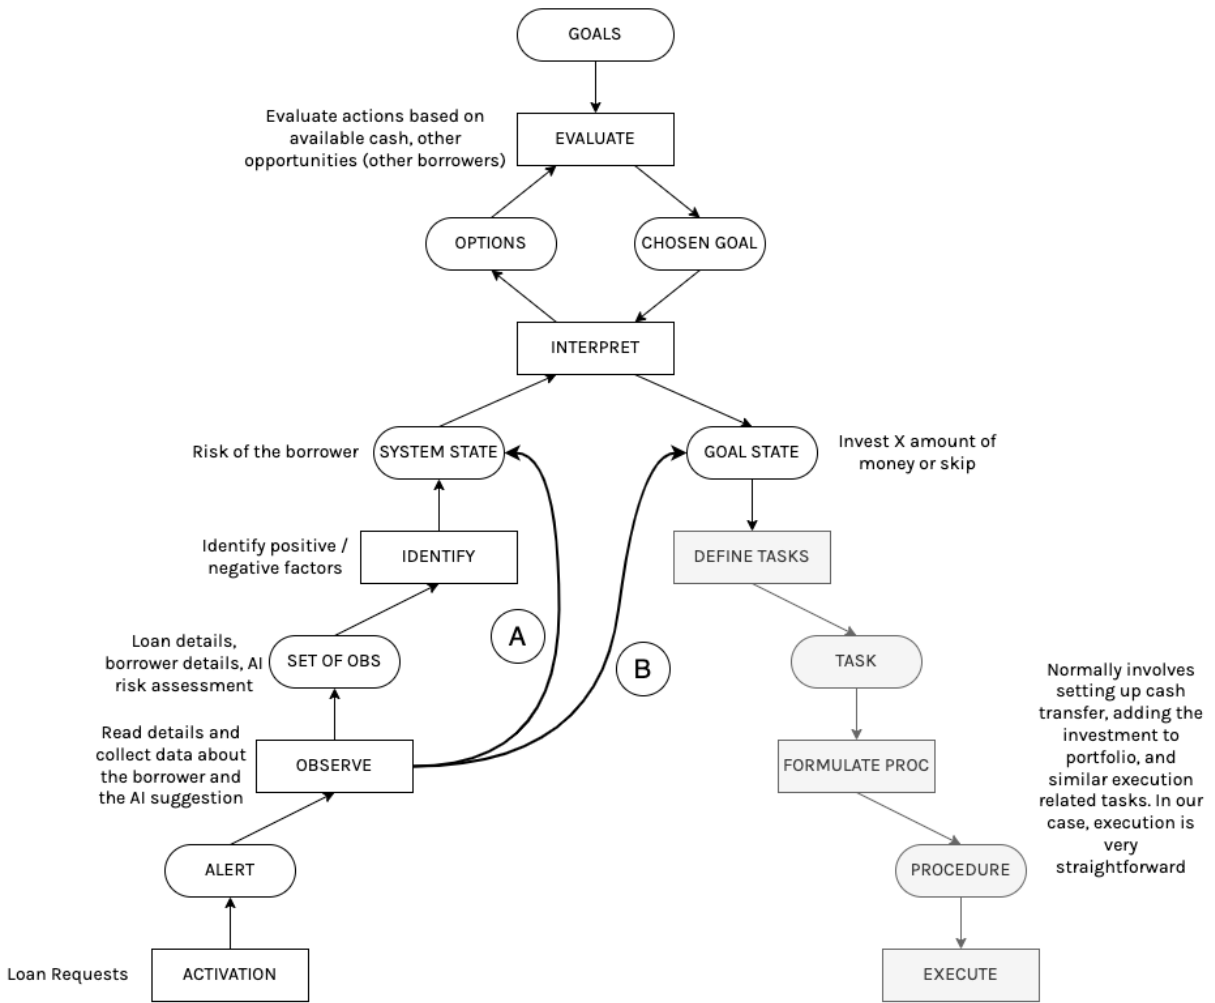 GOALS
Evaluate actions based on
available cash, other
opportunities (other borrowers)
EVALUATE
OPTIONS
CHOSEN GOAL
INTERPRET
Risk of the borrower
SYSTEM STATE
GOAL STATE
Invest X amount of
money or skip
Identify positive /
negative factors
IDENTIFY
DEFINE TASKS
A
B
Loan details,
borrower details, AI
risk assessment
SET OF OBS
TASK
Read details and
collect data about
the borrower and
the AI suggestion
OBSERVE
FORMULATE PROC
Normally involves
setting up cash
transfer, adding the
investment to
portfolio, and
similar execution
related tasks. In our
case, execution is
very
straightforward
ALERT
PROCEDURE
Loan Requests
ACTIVATION
EXECUTE